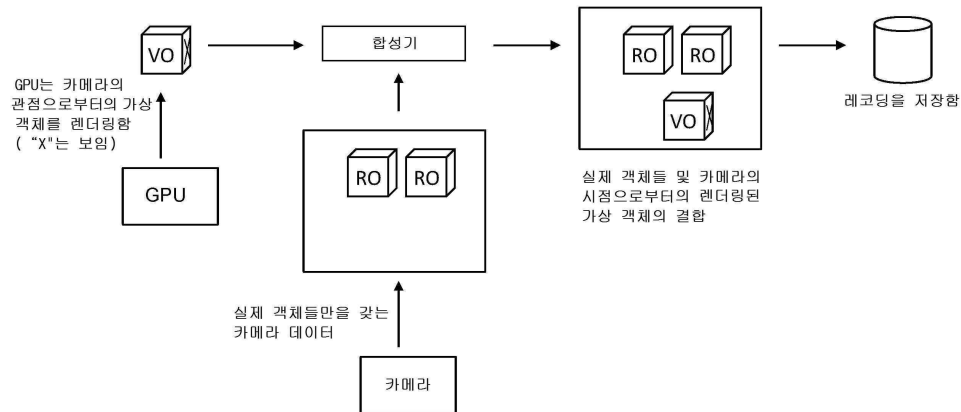 VO
합성기
RO RO
VO
GPU는 카메라의
관점으로부터의 가상
객체를 렌더링함
( “X"는 보임)
레코딩을 저장함
GPU
RO RO
실제 객체들 및 카메라의
시점으로부터의 렌더링된
가상 객체의 결합
실제 객체들만을 갖는
카메라 데이터
카메라